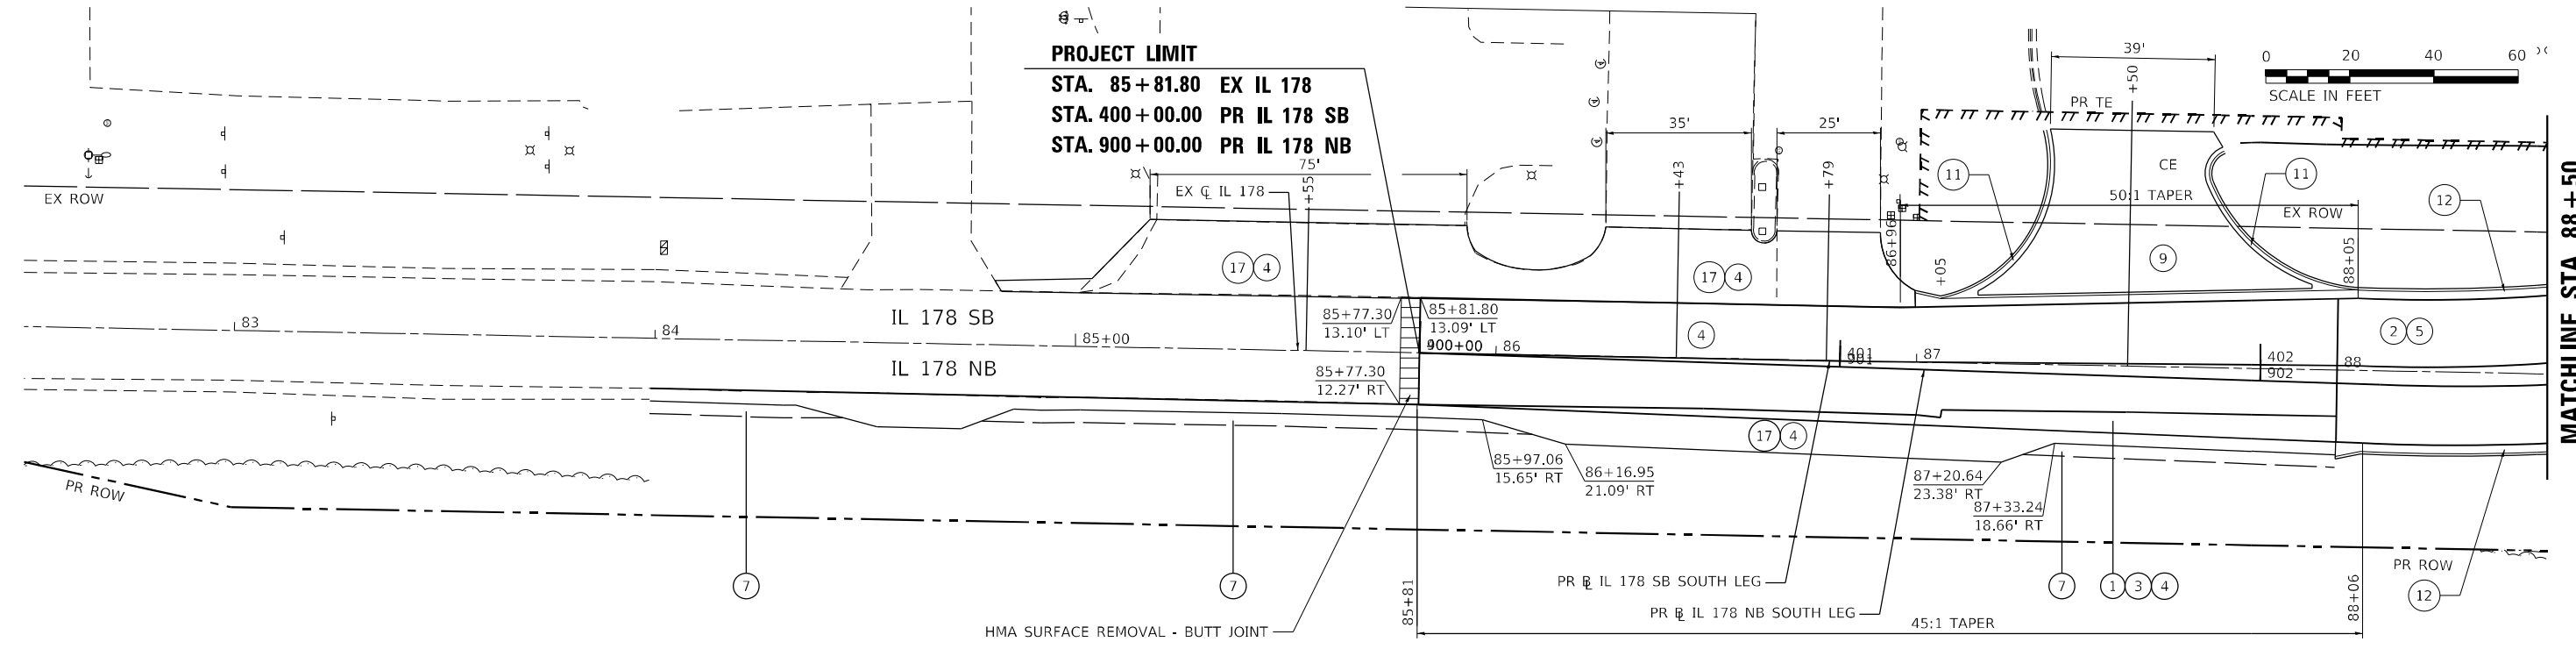 PROJECT LIMIT
STA. 85+81.80 EX IL 178
STA. 400+00.00 PR IL 178 SB
STA. 900+00.00 PR IL 178 NB
0 20 40 60
SCALE IN FEET
39'
+50
PR TE
35'
25'
75'
+55
+43
+79
EX ROW
EX ℄ IL 178
11
CE
11
50:1 TAPER
12
EX ROW
86+96
+05
88+05
9
17 4
17 4
MATCHLINE STA. 88+50
IL 178 SB
83
84
85+00
85+77.30
13.10' LT
85+81.80
13.09' LT
400+00
86
4
401
901
87
402
902
88
2 5
IL 178 NB
85+77.30
12.27' RT
17 4
85+97.06
15.65' RT
86+16.95
21.09' RT
87+20.64
23.38' RT
87+33.24
18.66' RT
PR ROW
7
7
7
1 3 4
PR ROW
12
PR B͏L IL 178 SB SOUTH LEG
PR BL IL 178 NB SOUTH LEG
85+81
88+06
45:1 TAPER
HMA SURFACE REMOVAL - BUTT JOINT